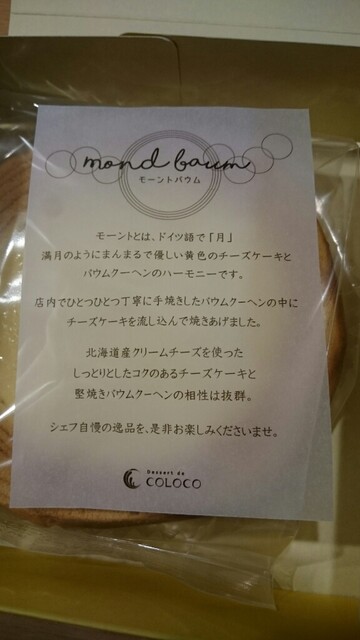 mond baum
モーントバウム
モーントとは、ドイツ語で「月」
満月のようにまんまるで優しい黄色のチーズケーキと
バウムクーヘンのハーモニーです。
店内でひとつひとつ丁寧に手焼きしたバウムクーヘンの中に
チーズケーキを流し込んで焼きあげました。
北海道産クリームチーズを使った
しっとりとしたコクのあるチーズケーキと
堅焼きバウムクーヘンの相性は抜群。
シェフ自慢の逸品を、是非お楽しみくださいませ。
Dessert de
COLOCO